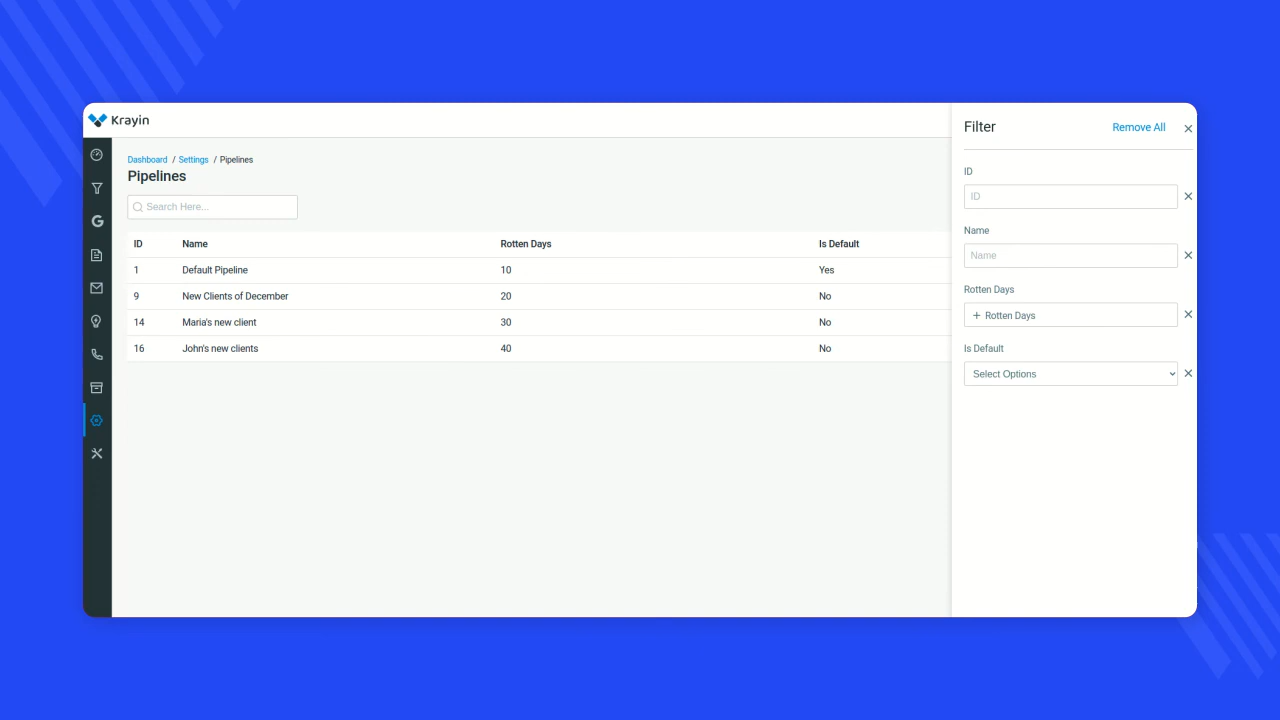 Krayin
Dashboard / Settings / Pipelines
Pipelines
Search Here...
ID Name Rotten Days Is Default
1 Default Pipeline 10 Yes
9 New Clients of December 20 No
14 Maria's new client 30 No
16 John's new clients 40 No
Filter Remove All
ID
ID
Name
Name
Rotten Days
+ Rotten Days
Is Default
Select Options